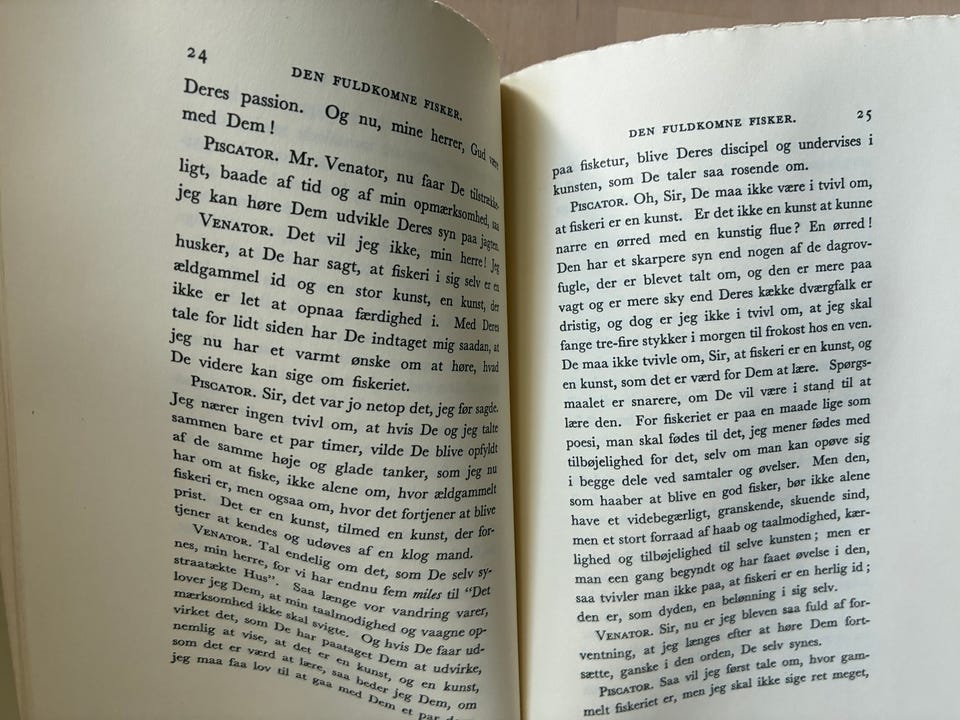 24
DEN FULDKOMNE FISKER.
Deres passion. Og nu, mine herrer, Gud være
med Dem!
PISCATOR. Mr. Venator, nu faar De tilstrække-
ligt, baade af tid og af min opmærksomhed, saa
jeg kan høre Dem udvikle Deres syn paa jagten.
VENATOR. Det vil jeg ikke, min herre! Jeg
husker, at De har sagt, at fiskeri i sig selv er en
ældgammel id og en stor kunst, en kunst, der
ikke er let at opnaa færdighed i. Med Deres
tale for lidt siden har De indtaget mig saadan, at
jeg nu har et varmt ønske om at høre, hvad
De videre kan sige om fiskeriet.
PISCATOR. Sir, det var jo netop det, jeg før sagde.
Jeg nærer ingen tvivl om, at hvis De og jeg talte
sammen bare et par timer, vilde De blive opfyldt
af de samme høje og glade tanker, som jeg nu
har om at fiske, ikke alene om, hvor ældgammelt
fiskeri er, men ogsaa om, hvor det fortjener at blive
prist. Det er en kunst, tilmed en kunst, der for-
tjener at kendes og udøves af en klog mand.
VENATOR. Tal endelig om det, som De selv sy-
nes, min herre, for vi har endnu fem miles til "Det
straatækte Hus". Saa længe vor vandring varer,
lover jeg Dem, at min taalmodighed og vaagne op-
mærksomhed ikke skal svigte. Og hvis De faar ud-
virket det, som De har paataget Dem at udvirke,
nemlig at vise, at det er en kunst, og en kunst,
som det er værd at lære, saa beder jeg Dem, om
jeg maa faa lov til at gaa med Dem et par
DEN FULDKOMNE FISKER.
25
paa fisketur, blive Deres discipel og undervises i
kunsten, som De taler saa rosende om.
PISCATOR. Oh, Sir, De maa ikke være i tvivl om,
at fiskeri er en kunst. Er det ikke en kunst at kunne
narre en ørred med en kunstig flue? En ørred!
Den har et skarpere syn end nogen af de dagrov-
fugle, der er blevet talt om, og den er mere paa
vagt og er mere sky end Deres kække dværgfalk er
dristig, og dog er jeg ikke i tvivl om, at jeg skal
fange tre-fire stykker i morgen til frokost hos en ven.
De maa ikke tvivle om, Sir, at fiskeri er en kunst, og
en kunst, som det er værd for Dem at lære. Spørgs-
maalet er snarere, om De vil være i stand til at
lære den. For fiskeriet er paa en maade lige som
poesi, man skal fødes til det, jeg mener fødes med
tilbøjelighed for det, selv om man kan opøve sig
i begge dele ved samtaler og øvelser. Men den,
som haaber at blive en god fisker, bør ikke alene
have et videbegærligt, granskende, skuende sind,
men et stort forraad af haab og taalmodighed, kær-
lighed og tilbøjelighed til selve kunsten; men er
man een gang begyndt og har faaet øvelse i den,
saa tvivler man ikke paa, at fiskeri er en herlig id;
den er, som dyden, en belønning i sig selv.
VENATOR. Sir, nu er jeg bleven saa fuld af for-
ventning, at jeg længes efter at høre Dem fort-
sætte, ganske i den orden, De selv synes.
PISCATOR. Saa vil jeg først tale om, hvor gam-
melt fiskeriet er, men jeg skal ikke sige ret meget,